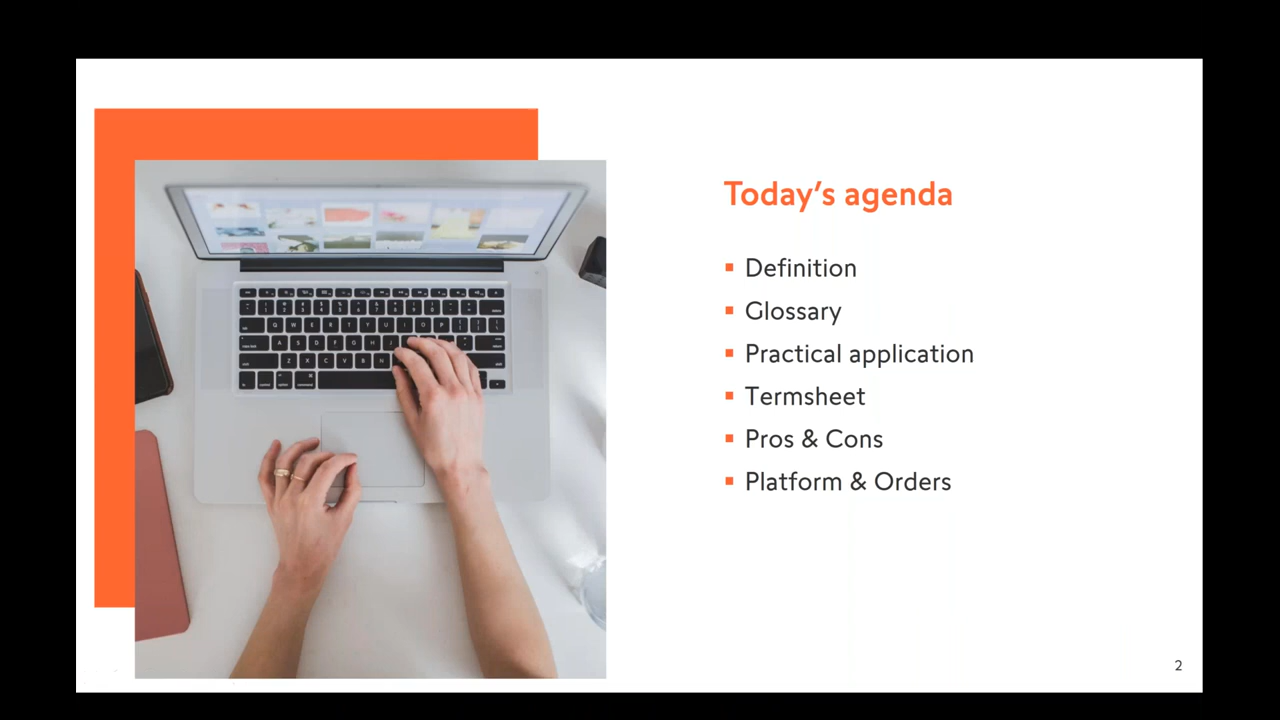 Today’s agenda
▪ Definition
▪ Glossary
▪ Practical application
▪ Termsheet
▪ Pros & Cons
▪ Platform & Orders
2